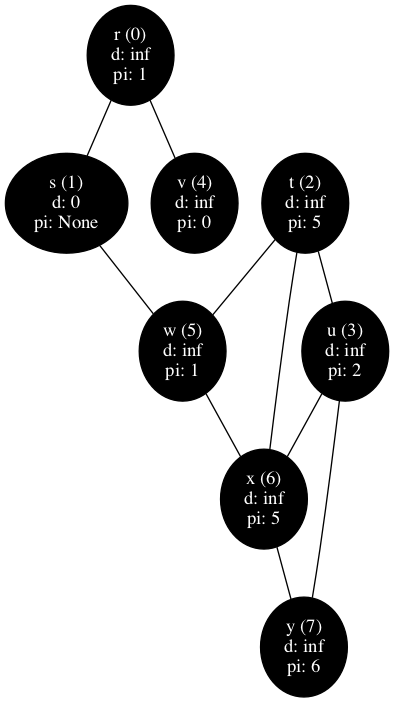 r (0)
d: inf
pi: 1
s (1)
d: 0
pi: None
v (4)
d: inf
pi: 0
t (2)
d: inf
pi: 5
w (5)
d: inf
pi: 1
u (3)
d: inf
pi: 2
x (6)
d: inf
pi: 5
y (7)
d: inf
pi: 6